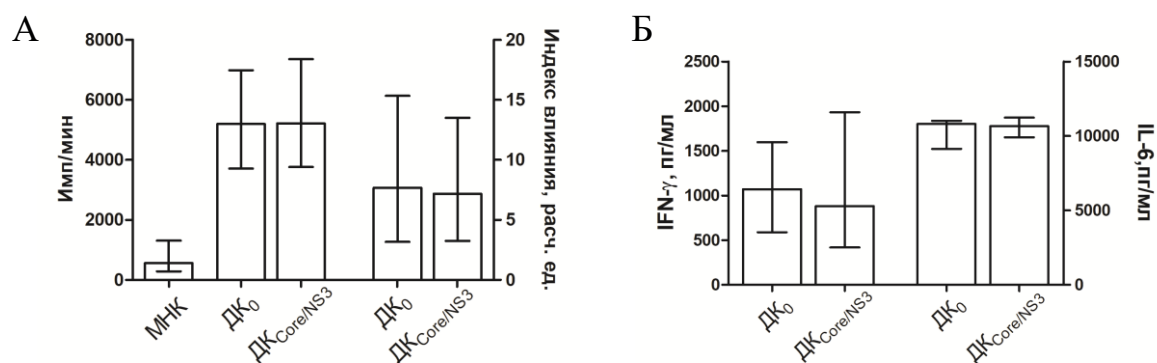 А
Имп/мин
8000
6000
4000
2000
0
МНК
ДК0
ДКCore/NS3
ДК0
ДКCore/NS3
20
15
10
5
0
Индекс влияния, расч. ед.
Б
IFN-γ, пг/мл
2500
2000
1500
1000
500
0
ДК0
ДКCore/NS3
ДК0
ДКCore/NS3
15000
10000
5000
0
IL-6,пг/мл